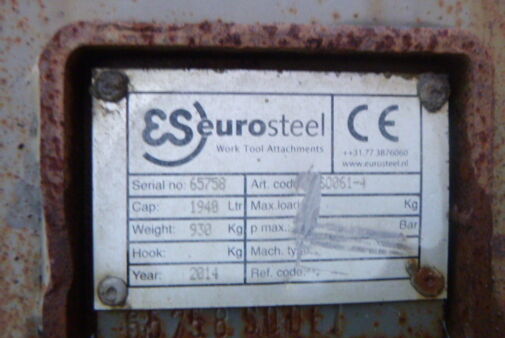 ES eurosteel
Work Tool Attachments
CE
++31.77 3876060
www.eurosteel.nl
Serial no: 65758 Art. code
Cap: 1940 Ltr Max.load Kg
Weight: 930 Kg p max.: Bar
Hook: Kg Mach. type
Year: 2014 Ref. code: